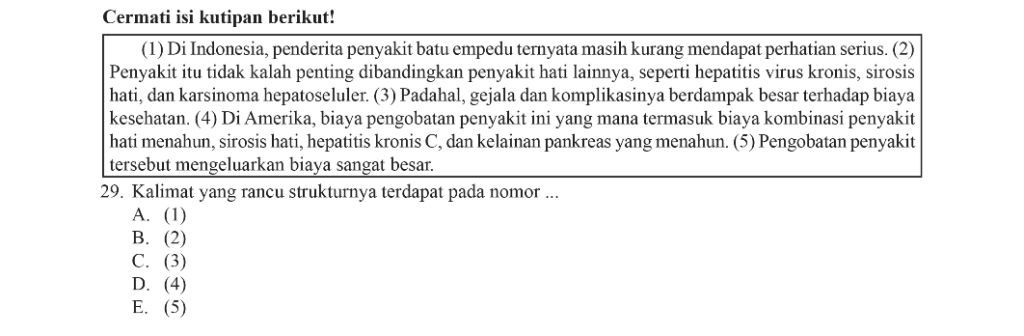 Cermati isi kutipan berikut!
(1) Di Indonesia, penderita penyakit batu empedu ternyata masih kurang mendapat perhatian serius. (2)
Penyakit itu tidak kalah penting dibandingkan penyakit hati lainnya, seperti hepatitis virus kronis, sirosis
hati, dan karsinoma hepatoseluler. (3) Padahal, gejala dan komplikasinya berdampak besar terhadap biaya
kesehatan. (4) Di Amerika, biaya pengobatan penyakit ini yang mana termasuk biaya kombinasi penyakit
hati menahun, sirosis hati, hepatitis kronis C, dan kelainan pankreas yang menahun. (5) Pengobatan penyakit
tersebut mengeluarkan biaya sangat besar.
29. Kalimat yang rancu strukturnya terdapat pada nomor ...
A. (1)
B. (2)
C. (3)
D. (4)
E. (5)